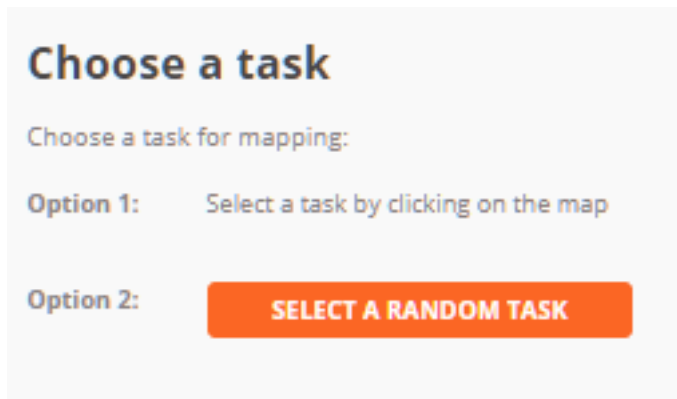 Choose a task
Choose a task for mapping:
Option 1: Select a task by clicking on the map
Option 2: SELECT A RANDOM TASK